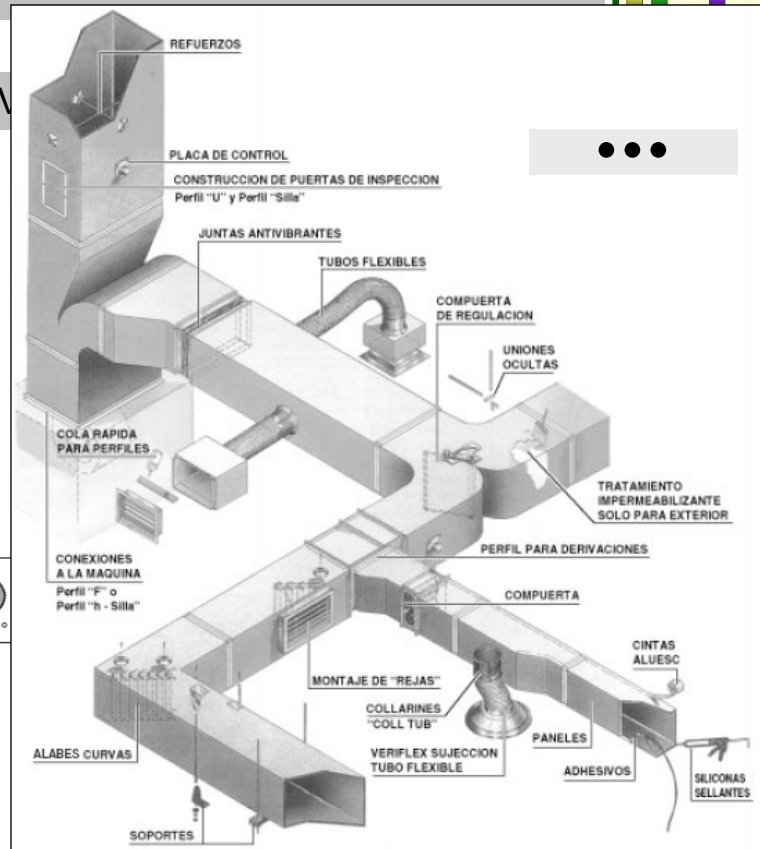 REFUERZOS
PLACA DE CONTROL
CONSTRUCCION DE PUERTAS DE INSPECCION
Perfil "U" y Perfil "Silla"
JUNTAS ANTIVIBRANTES
TUBOS FLEXIBLES
COMPUERTA
DE REGULACION
UNIONES
OCULTAS
COLA RAPIDA
PARA PERFILES
TRATAMIENTO
IMPERMEABILIZANTE
SOLO PARA EXTERIOR
CONEXIONES
A LA MAQUINA
Perfil "F" o
Perfil "h - Silla"
PERFIL PARA DERIVACIONES
COMPUERTA
CINTAS
ALUESC
MONTAJE DE "REJAS"
COLLARINES
"COLL TUB"
PANELES
ALABES CURVAS
VERIFLEX SUJECCION
TUBO FLEXIBLE
ADHESIVOS
SILICONAS
SELLANTES
SOPORTES